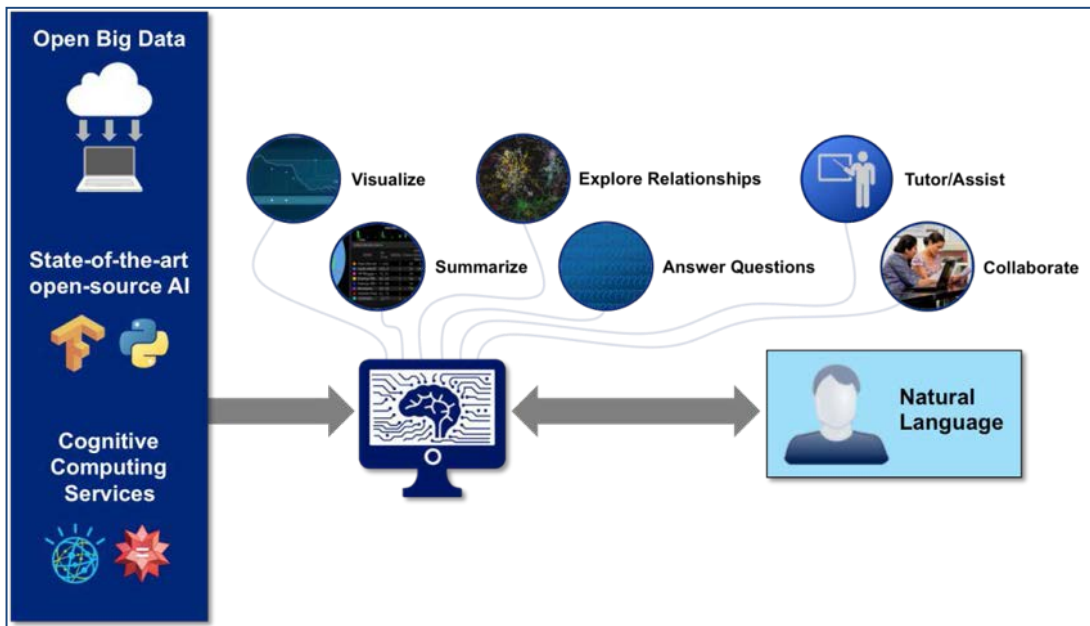 Open Big Data
State-of-the-art
open-source AI
Cognitive
Computing
Services
Visualize
Explore Relationships
Tutor/Assist
Summarize
Answer Questions
Collaborate
Natural
Language